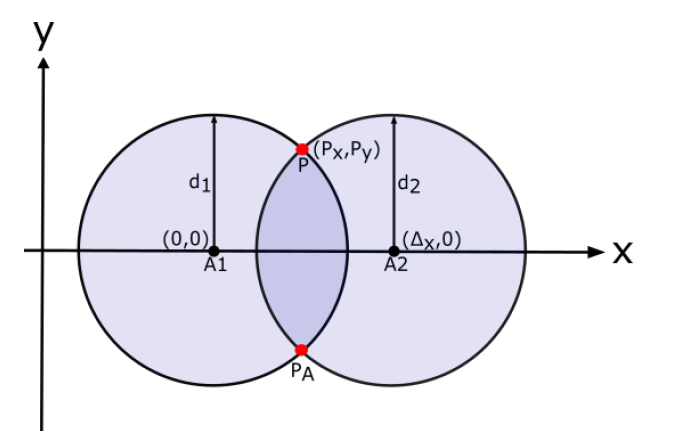 y
(Px,Py)
P
d1
d2
(0,0)
(Δx,0)
x
A1
A2
PA